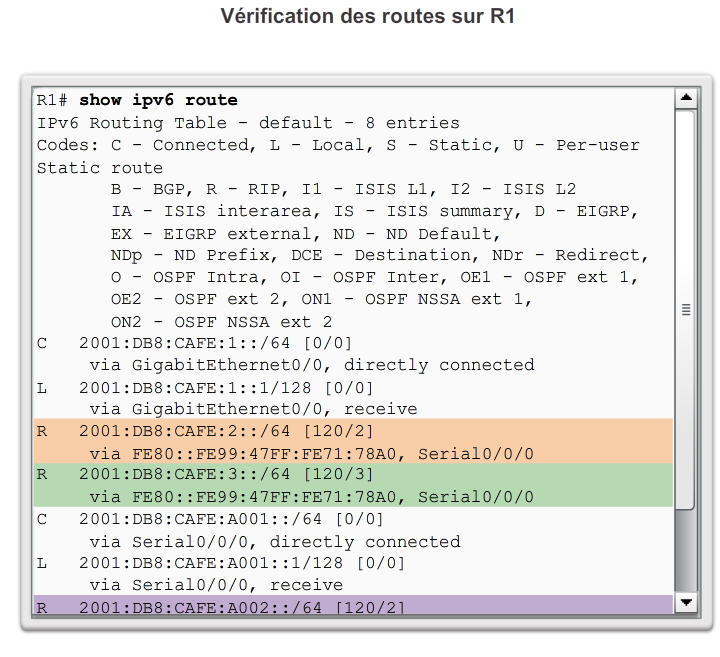 Vérification des routes sur R1
R1# show ipv6 route
IPv6 Routing Table - default - 8 entries
Codes: C - Connected, L - Local, S - Static, U - Per-user
Static route
B - BGP, R - RIP, I1 - ISIS L1, I2 - ISIS L2
IA - ISIS interarea, IS - ISIS summary, D - EIGRP,
EX - EIGRP external, ND - ND Default,
NDp - ND Prefix, DCE - Destination, NDr - Redirect,
O - OSPF Intra, OI - OSPF Inter, OE1 - OSPF ext 1,
OE2 - OSPF ext 2, ON1 - OSPF NSSA ext 1,
ON2 - OSPF NSSA ext 2
C 2001:DB8:CAFE:1::/64 [0/0]
via GigabitEthernet0/0, directly connected
L 2001:DB8:CAFE:1::1/128 [0/0]
via GigabitEthernet0/0, receive
R 2001:DB8:CAFE:2::/64 [120/2]
via FE80::FE99:47FF:FE71:78A0, Serial0/0/0
R 2001:DB8:CAFE:3::/64 [120/3]
via FE80::FE99:47FF:FE71:78A0, Serial0/0/0
C 2001:DB8:CAFE:A001::/64 [0/0]
via Serial0/0/0, directly connected
L 2001:DB8:CAFE:A001::1/128 [0/0]
via Serial0/0/0, receive
R 2001:DB8:CAFE:A002::/64 [120/2]